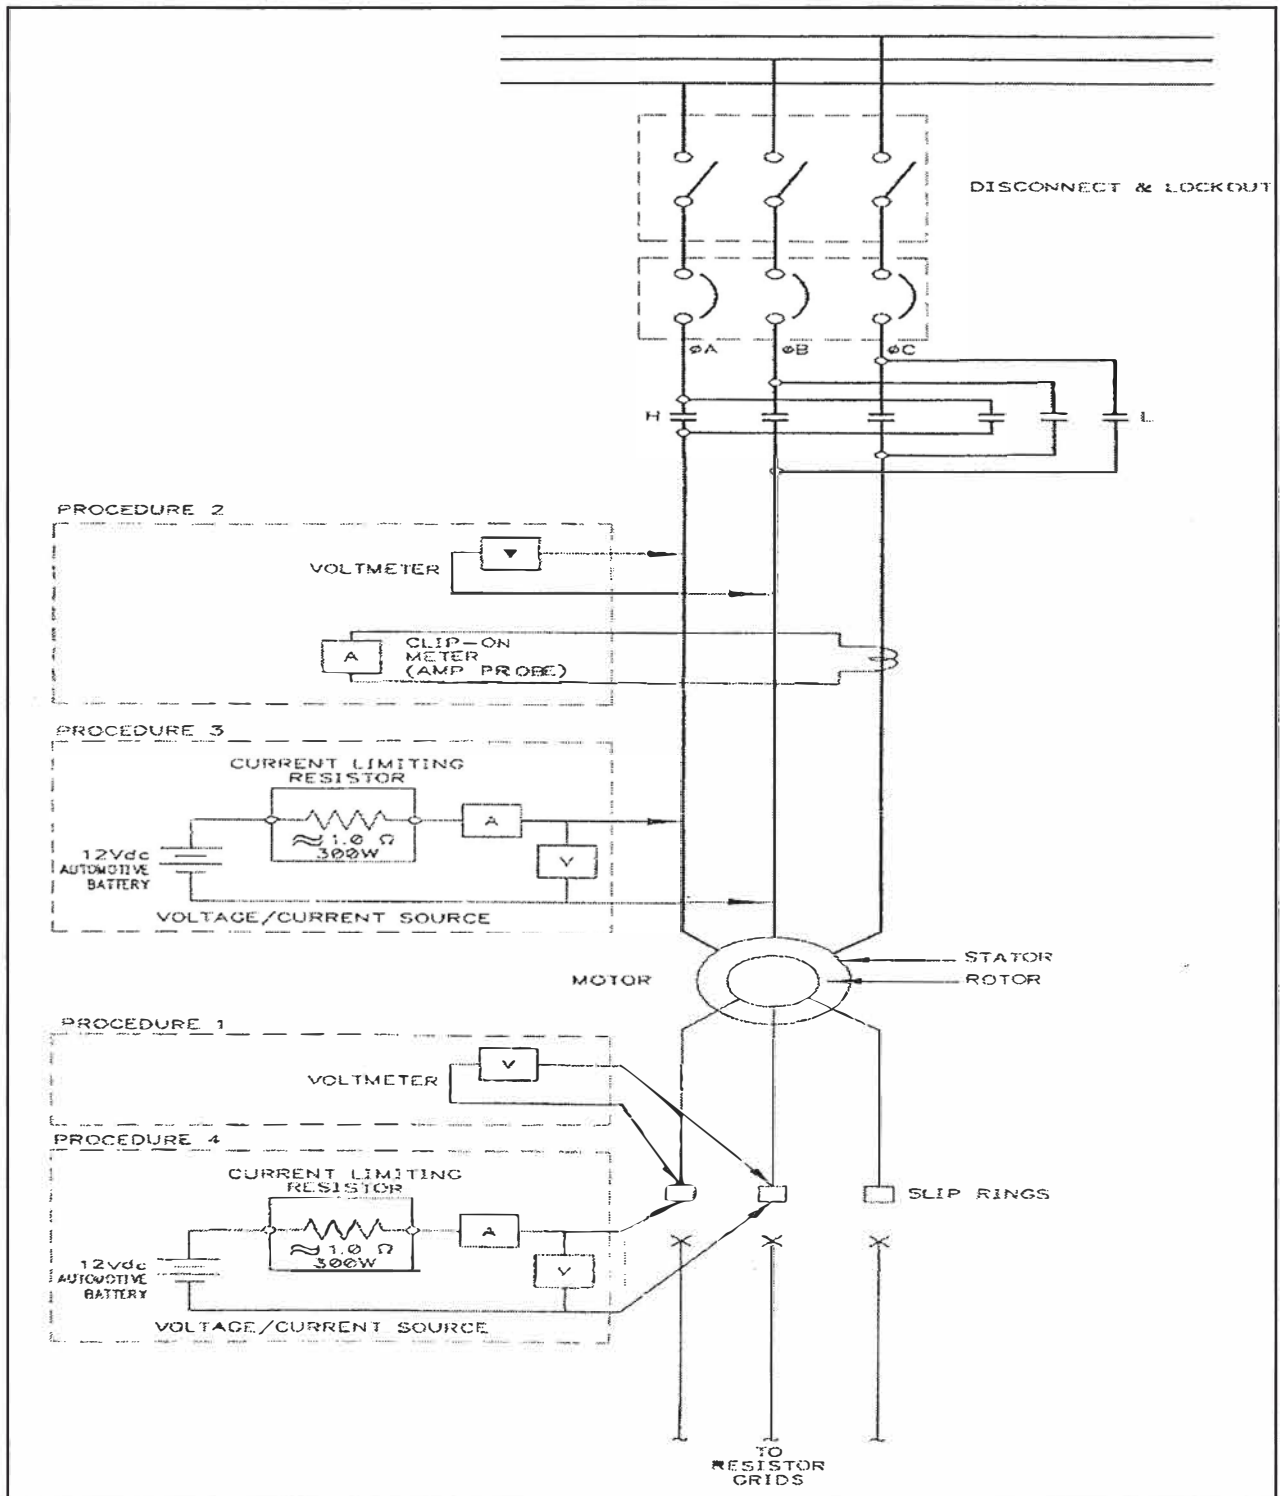 DISCONNECT & LOCKOUT
øA
øB
øC
H
L
PROCEDURE 2
VOLTMETER
A
CLIP-ON
METER
(AMP PROBE)
PROCEDURE 3
CURRENT LIMITING
RESISTOR
≈ 1.0 Ω
300W
A
V
12Vdc
AUTOMOTIVE
BATTERY
VOLTAGE/CURRENT SOURCE
STATOR
MOTOR
ROTOR
PROCEDURE 1
V
VOLTMETER
PROCEDURE 4
CURRENT LIMITING
RESISTOR
≈ 1.0 Ω
300W
A
V
12Vdc
AUTOMOTIVE
BATTERY
VOLTAGE/CURRENT SOURCE
SLIP RINGS
TO
RESISTOR
GRIDS